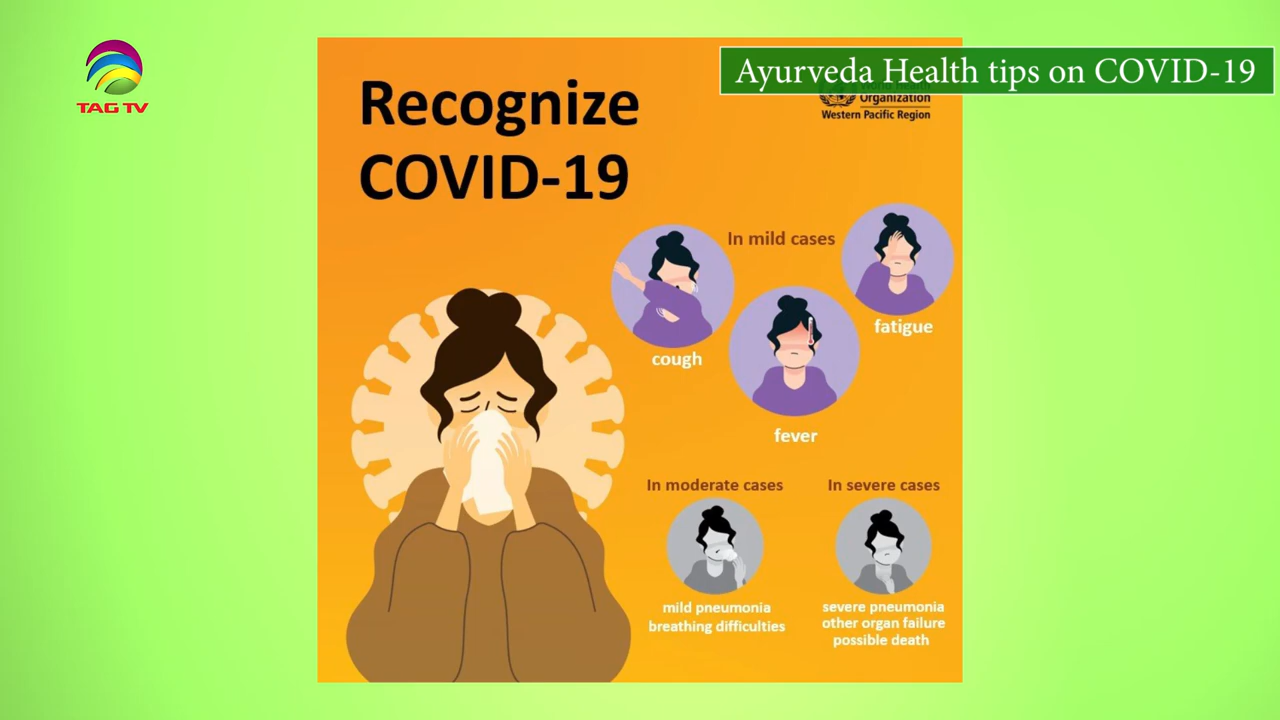 TAG TV
Ayurveda Health tips on COVID-19
Recognize
COVID-19
World Health
Organization
Western Pacific Region
In mild cases
cough
fever
fatigue
In moderate cases
mild pneumonia
breathing difficulties
In severe cases
severe pneumonia
other organ failure
possible death